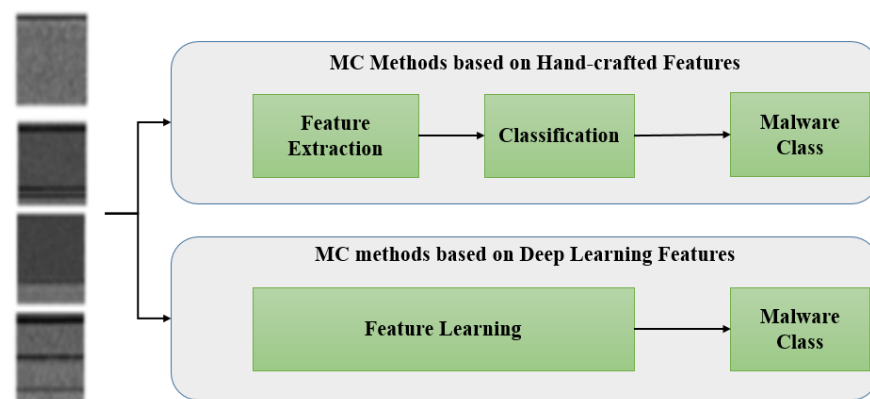 MC Methods based on Hand-crafted Features
Feature
Extraction
Classification
Malware
Class
MC methods based on Deep Learning Features
Feature Learning
Malware
Class